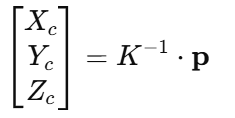 [X_c
Y_c
Z_c] = K^{-1} · p